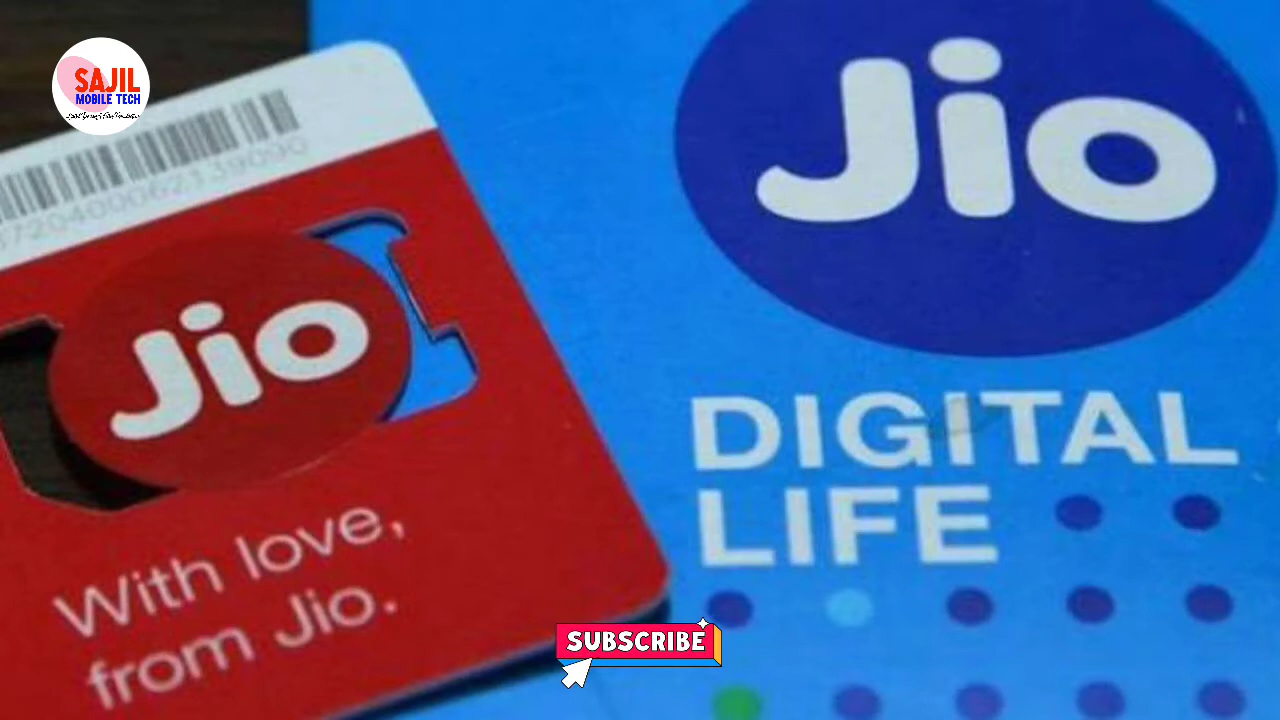 SAJIL
MOBILE TECH
Jio
With love,
from Jio.
Jio
DIGITAL
LIFE
SUBSCRIBE